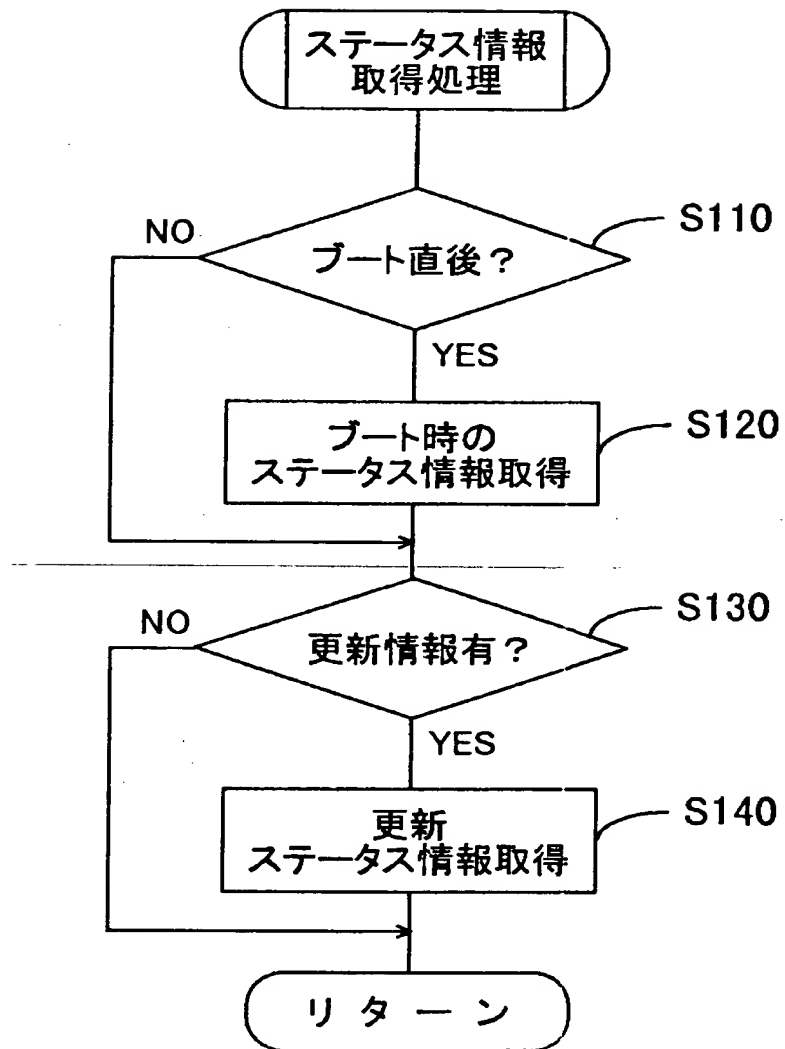 ステータス情報
取得処理
S110
NO
ブート直後？
YES
S120
ブート時の
ステータス情報取得
S130
NO
更新情報有？
YES
S140
更新
ステータス情報取得
リターン